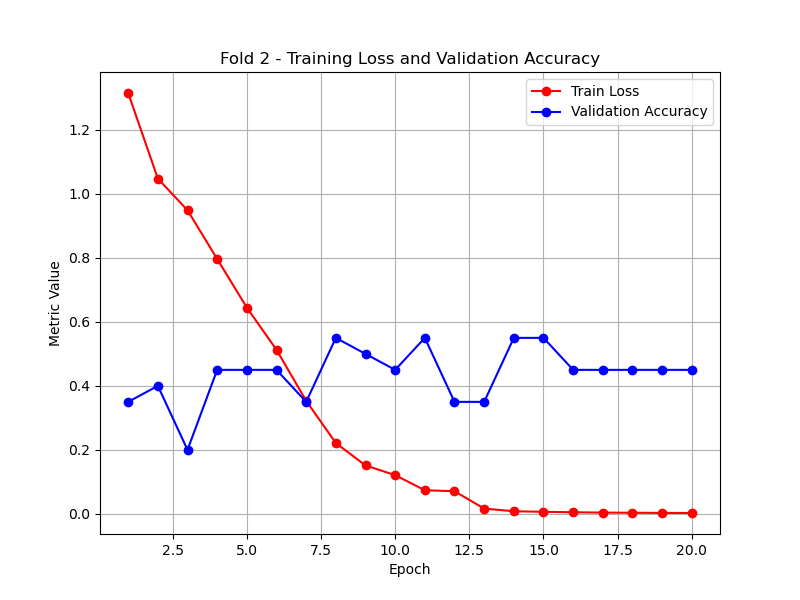 Fold 2 - Training Loss and Validation Accuracy
Train Loss
Validation Accuracy
Metric Value
1.2
1.0
0.8
0.6
0.4
0.2
0.0
2.5 5.0 7.5 10.0 12.5 15.0 17.5 20.0
Epoch